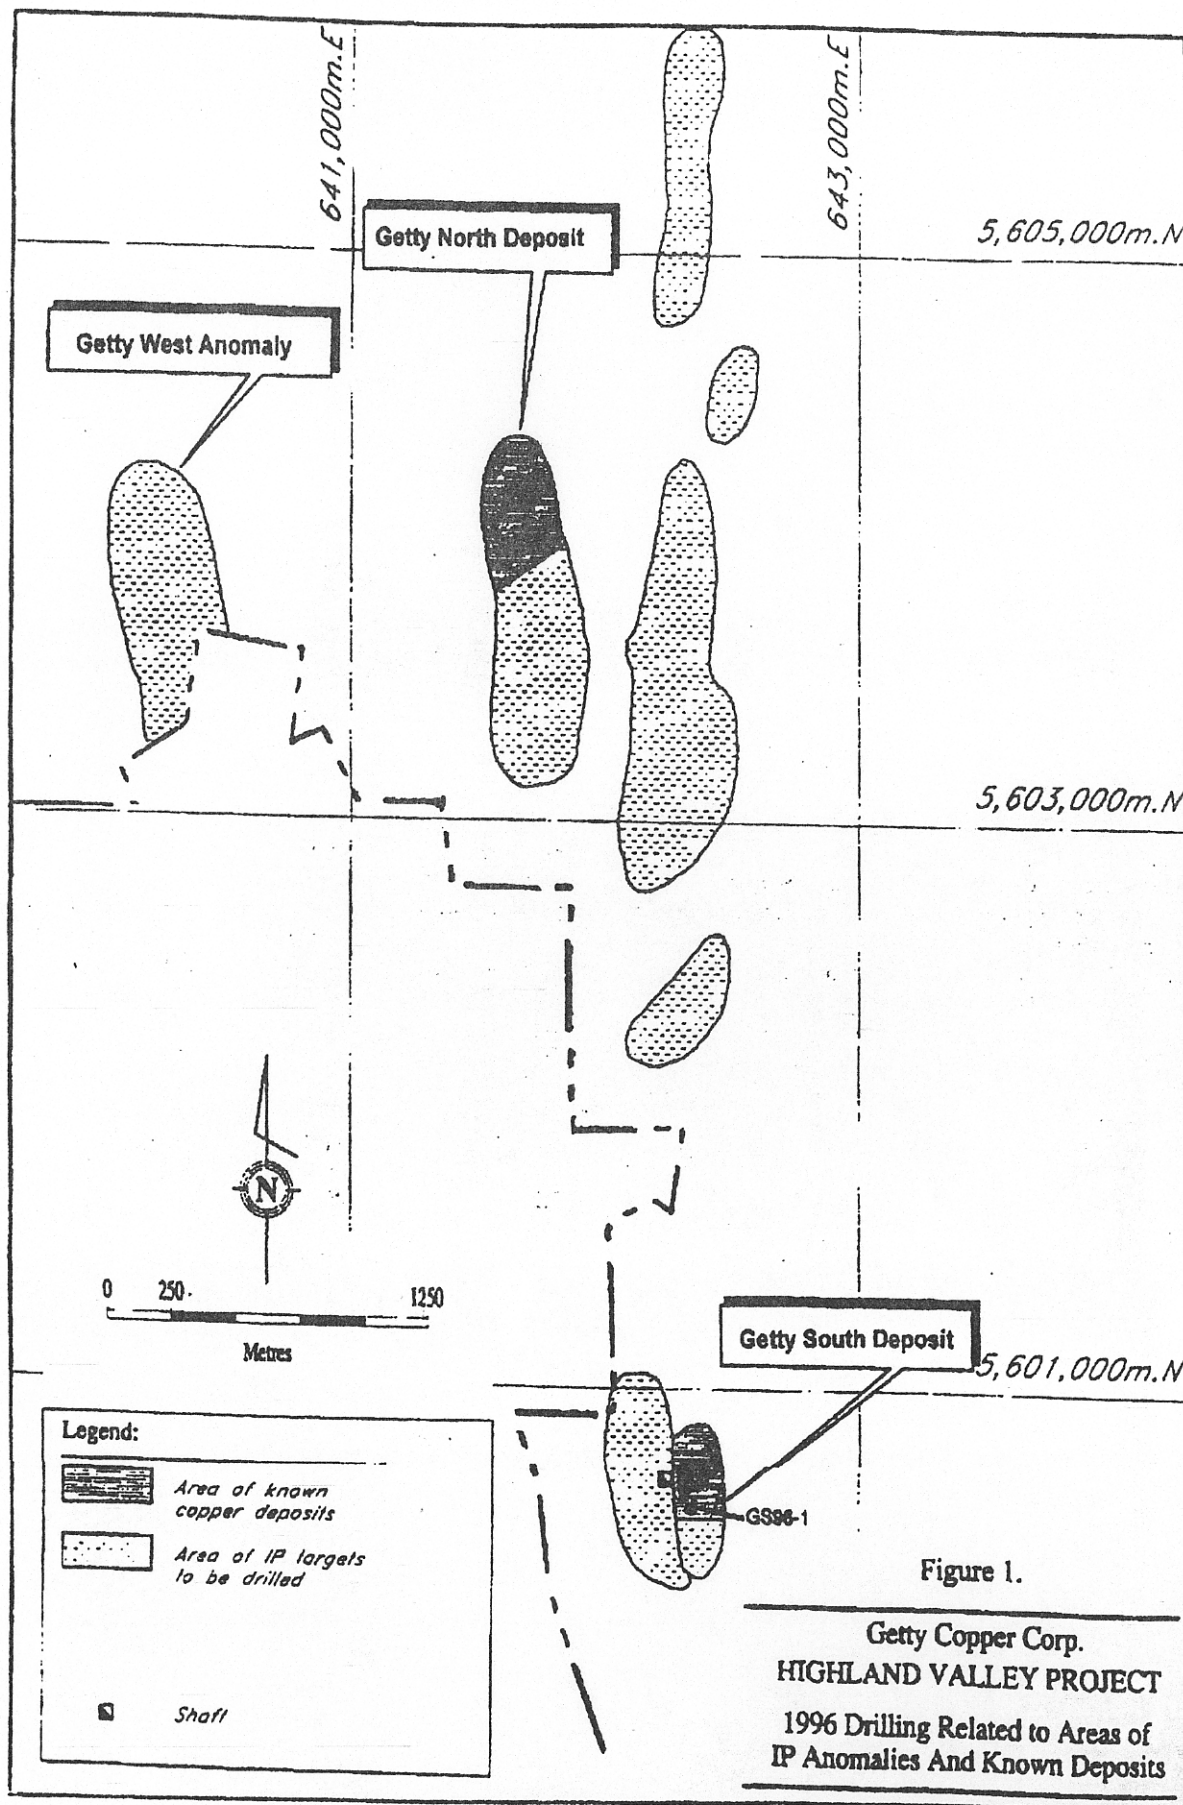 641,000m.E
643,000m.E
5,605,000m.N
Getty North Deposit
Getty West Anomaly
5,603,000m.N
N
0 250 1250
Metres
Getty South Deposit
5,601,000m.N
GS96-1
Legend:
Area of known
copper deposits
Area of IP targets
to be drilled
Shaft
Figure 1.
Getty Copper Corp.
HIGHLAND VALLEY PROJECT
1996 Drilling Related to Areas of
IP Anomalies And Known Deposits